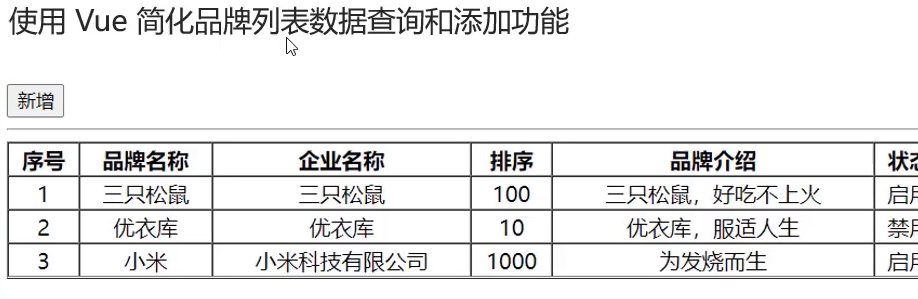 使用 Vue 简化品牌列表数据查询和添加功能
新增
序号 品牌名称 企业名称 排序 品牌介绍 状
1 三只松鼠 三只松鼠 100 三只松鼠，好吃不上火 启
2 优衣库 优衣库 10 优衣库，服适人生 禁
3 小米 小米科技有限公司 1000 为发烧而生 启